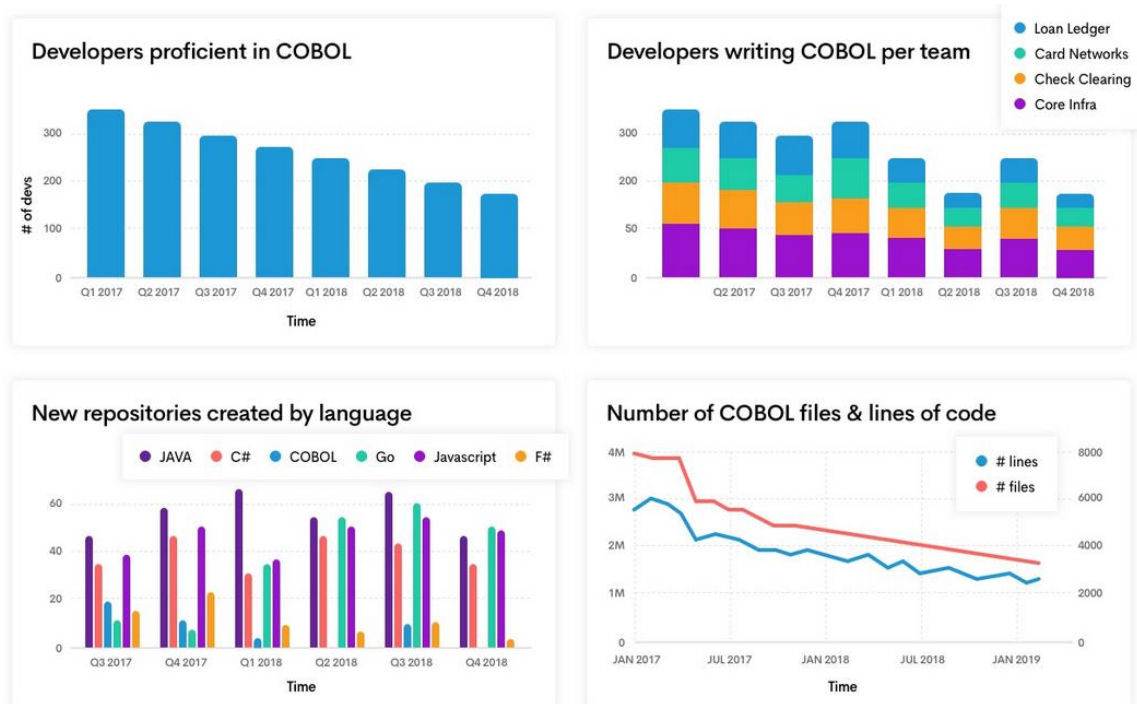 Developers proficient in COBOL
# of devs
300
200
100
0
Q1 2017 Q2 2017 Q3 2017 Q4 2017 Q1 2018 Q2 2018 Q3 2018 Q4 2018
Time
Developers writing COBOL per team
Loan Ledger
Card Networks
Check Clearing
Core Infra
300
200
50
0
Q2 2017 Q3 2017 Q4 2017 Q1 2018 Q2 2018 Q3 2018 Q4 2018
New repositories created by language
JAVA C# COBOL Go Javascript F#
60
40
20
0
Q3 2017 Q4 2017 Q1 2018 Q2 2018 Q3 2018 Q4 2018
Time
Number of COBOL files & lines of code
# lines
# files
4M 8000
3M 6000
2M 4000
1M 2000
0 0
JAN 2017 JUL 2017 JAN 2018 JUL 2018 JAN 2019
Time